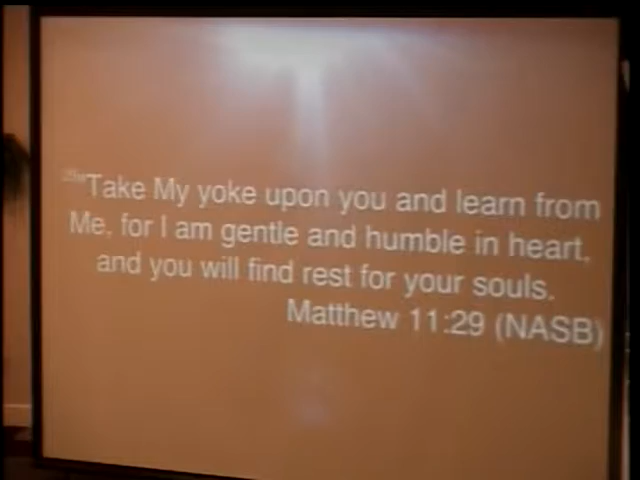 "Take My yoke upon you and learn from
Me, for I am gentle and humble in heart,
and you will find rest for your souls.
Matthew 11:29 (NASB)